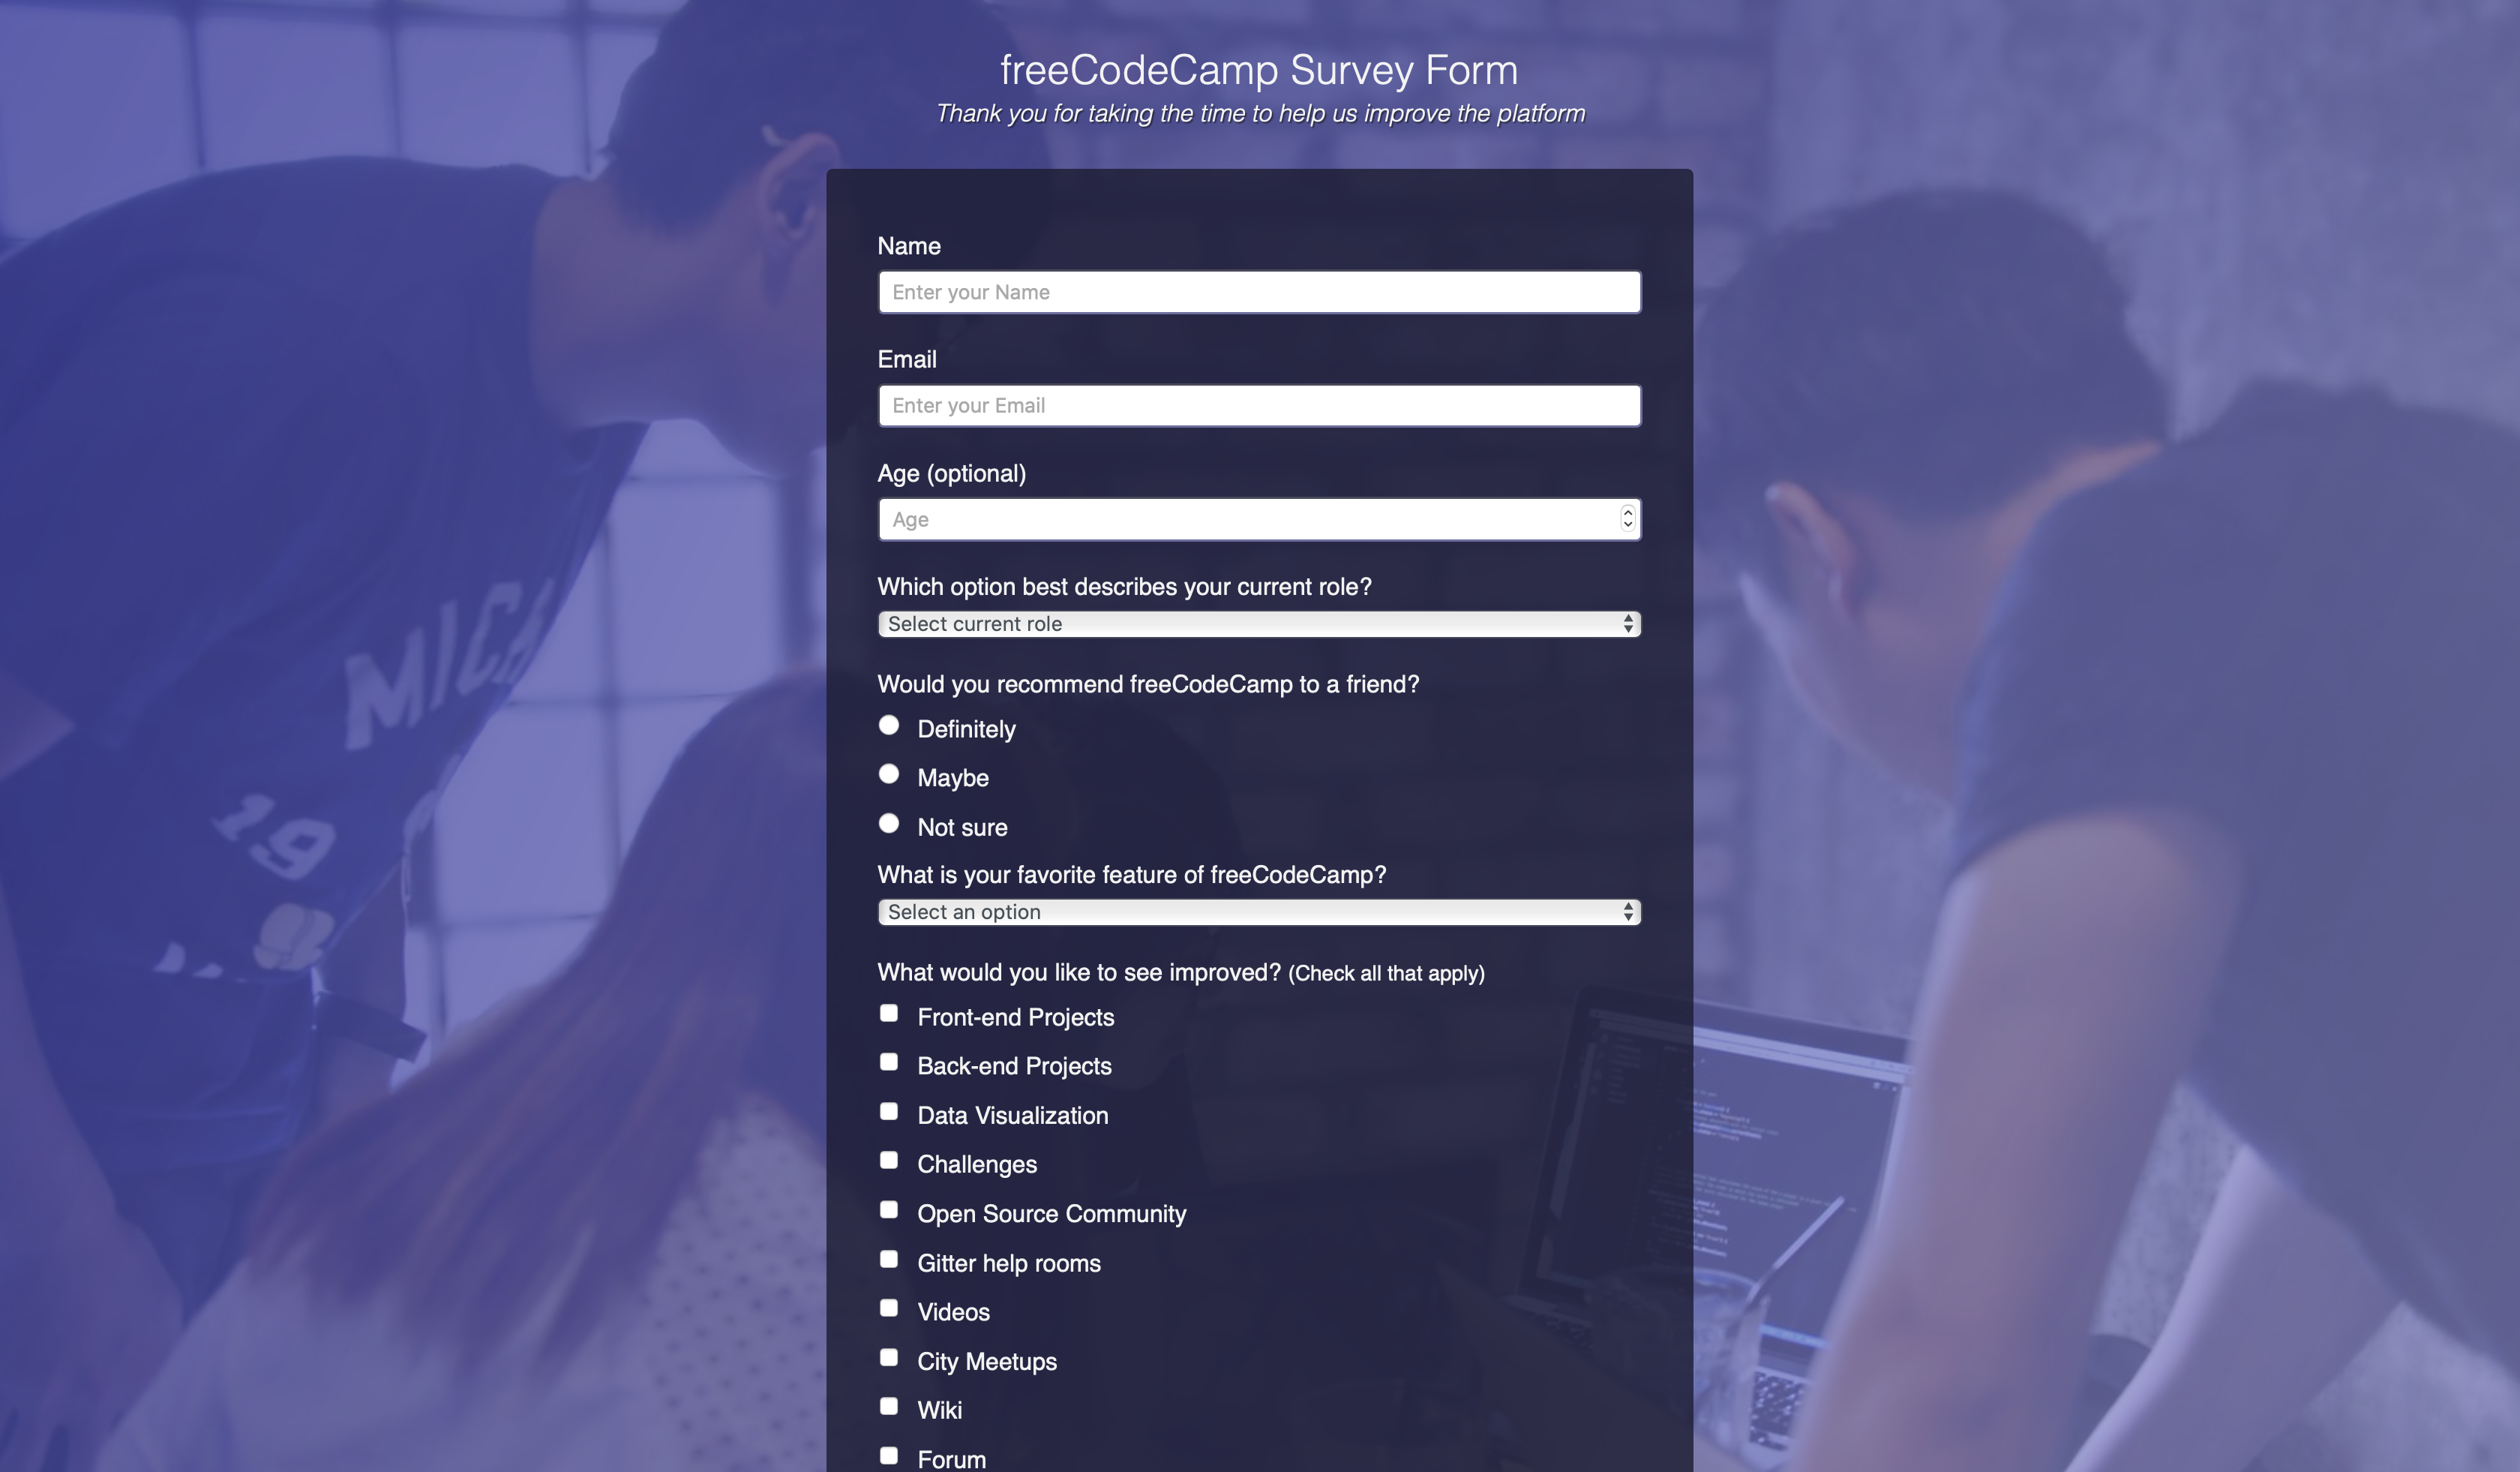 freeCodeCamp Survey Form
Thank you for taking the time to help us improve the platform
Name
Enter your Name
Email
Enter your Email
Age (optional)
Age
Which option best describes your current role?
Select current role
Would you recommend freeCodeCamp to a friend?
Definitely
Maybe
Not sure
What is your favorite feature of freeCodeCamp?
Select an option
What would you like to see improved? (Check all that apply)
Front-end Projects
Back-end Projects
Data Visualization
Challenges
Open Source Community
Gitter help rooms
Videos
City Meetups
Wiki
Forum
MICH
19